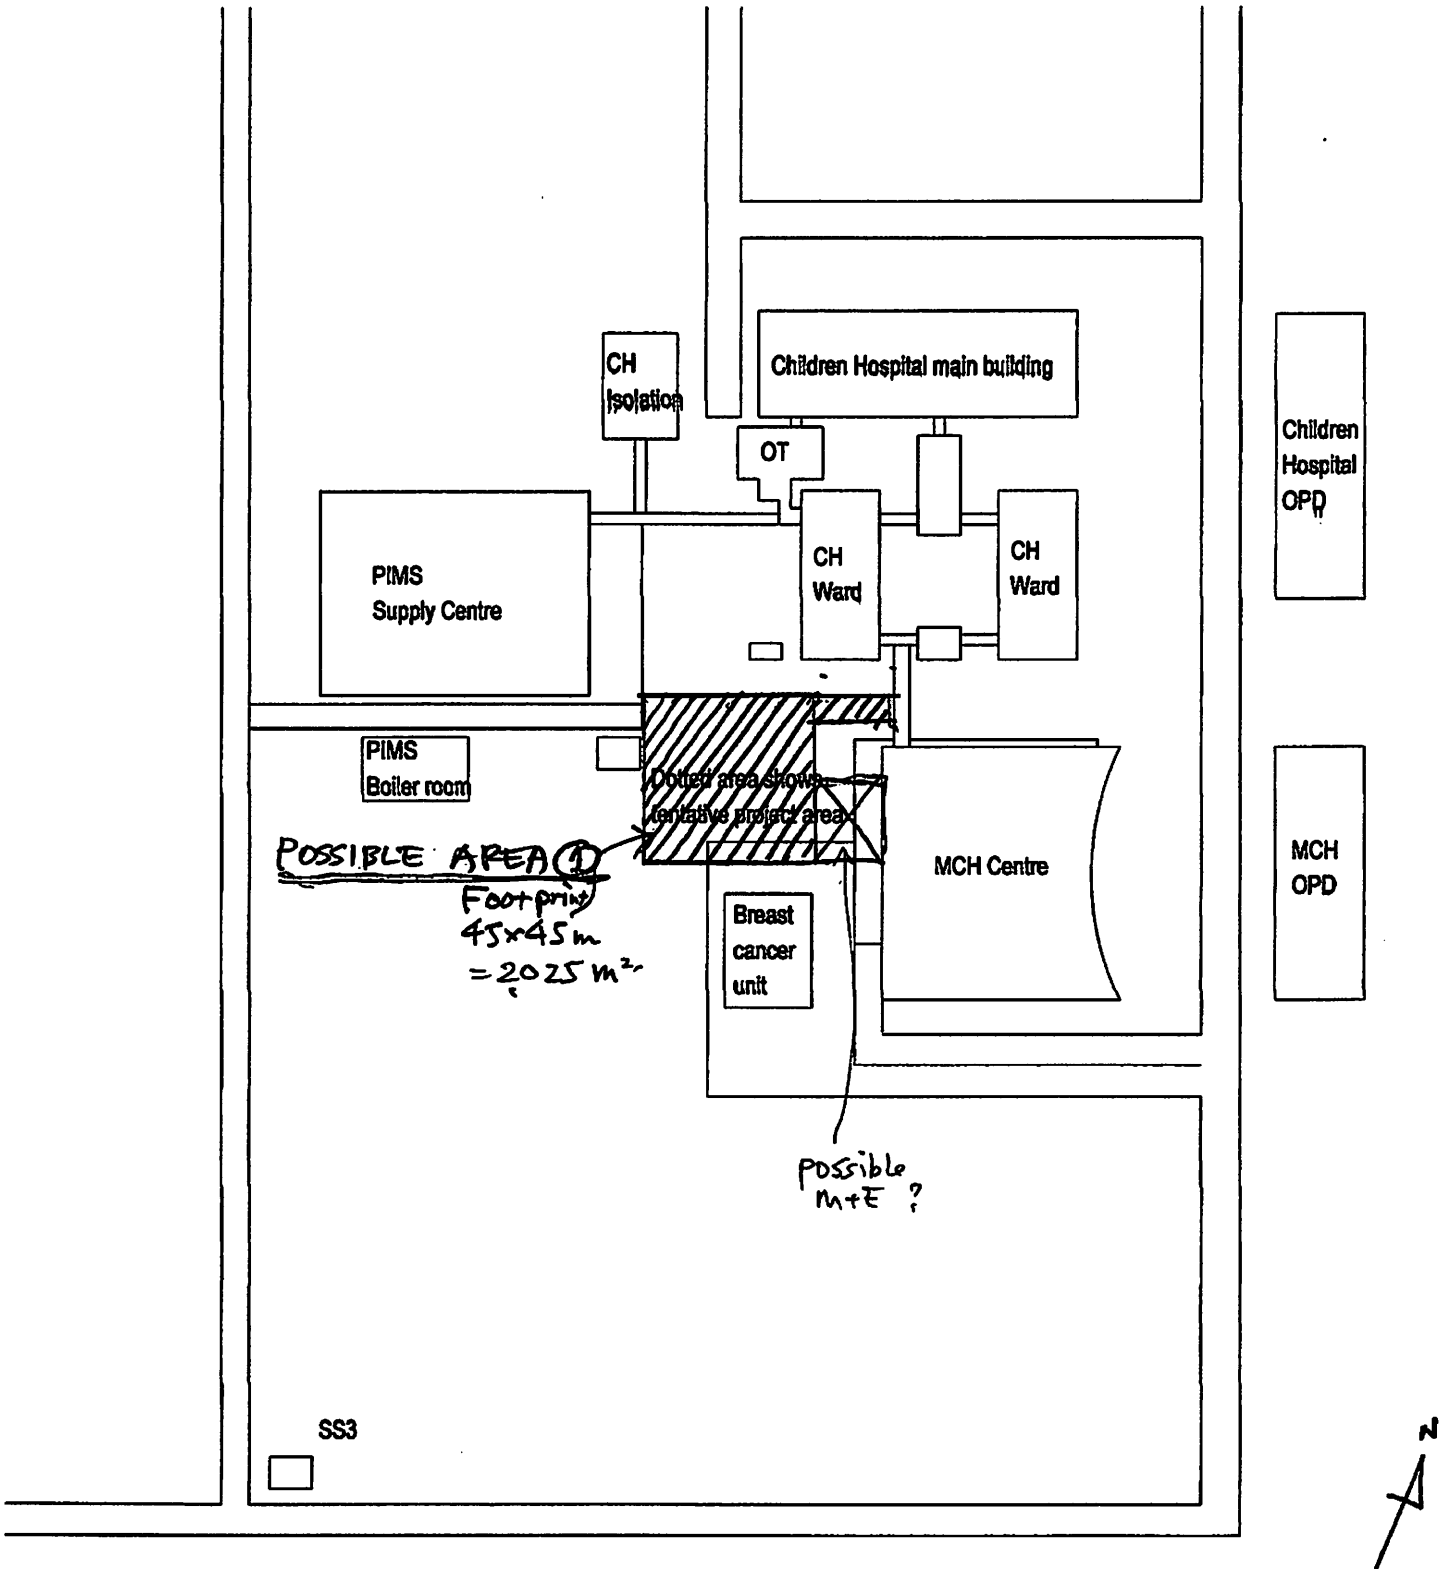 CH
Isolation
Children Hospital main building
OT
Children
Hospital
OPD
PIMS
Supply Centre
CH
Ward
CH
Ward
PIMS
Boiler room
Dotted area shows
tentative project area
POSSIBLE AREA ①
Footprint
45×45m
=2025 m²
MCH Centre
MCH
OPD
Breast
cancer
unit
possible
M+E ?
SS3
N